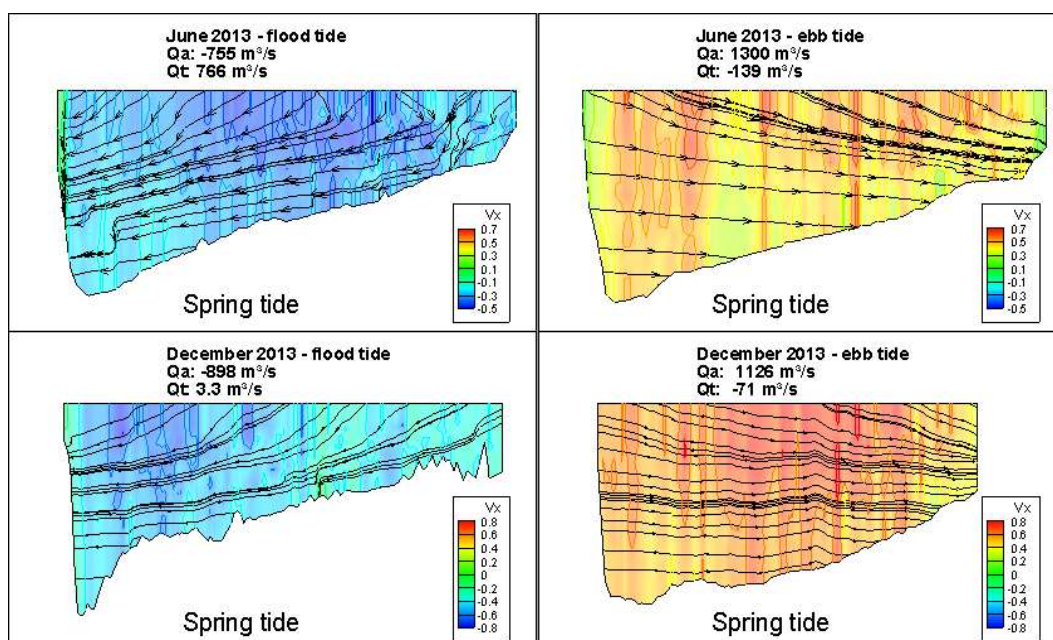 June 2013 - flood tide
Qa: -755 m³/s
Qt: 766 m³/s
Vx
0.7
0.5
0.3
0.1
-0.1
-0.3
-0.5
Spring tide
June 2013 - ebb tide
Qa: 1300 m³/s
Qt: -139 m³/s
Vx
0.7
0.5
0.3
0.1
-0.1
-0.3
-0.5
Spring tide
December 2013 - flood tide
Qa: -898 m³/s
Qt: 3.3 m³/s
Vx
0.8
0.6
0.4
0.2
0
-0.2
-0.4
-0.6
-0.8
Spring tide
December 2013 - ebb tide
Qa: 1126 m³/s
Qt: -71 m³/s
Vx
0.8
0.6
0.4
0.2
0
-0.2
-0.4
-0.6
-0.8
Spring tide